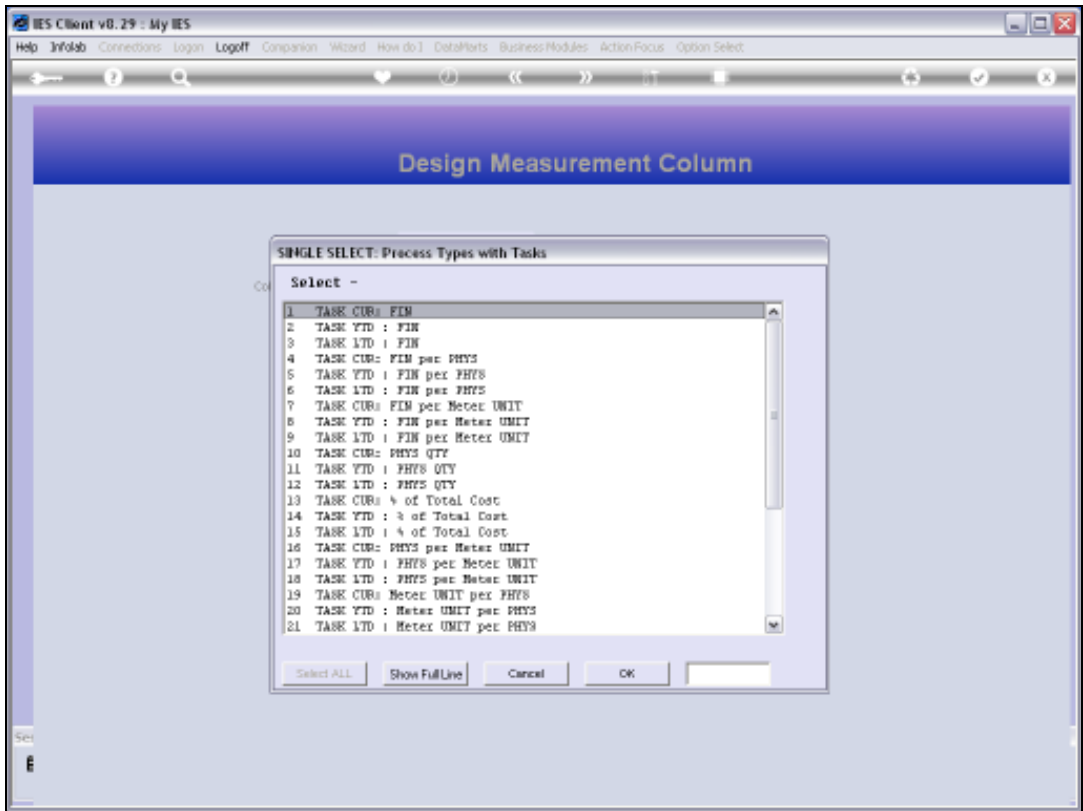 IES Client v8.29 : My IES
Help Infolab Connections Logon Logoff Companion Wizard How do I DataMarts Business Modules Action Focus Option Select
Design Measurement Column
SINGLE SELECT: Process Types with Tasks
Select -
1 TASK CUR: FIN
2 TASK YTD : FIN
3 TASK LTD : FIN
4 TASK CUR: FIN per PHYS
5 TASK YTD : FIN per PHYS
6 TASK LTD : FIN per PHYS
7 TASK CUR: FIN per Meter UNIT
8 TASK YTD : FIN per Meter UNIT
9 TASK LTD : FIN per Meter UNIT
10 TASK CUR: PHYS QTY
11 TASK YTD : PHYS QTY
12 TASK LTD : PHYS QTY
13 TASK CUR: % of Total Cost
14 TASK YTD : % of Total Cost
15 TASK LTD : % of Total Cost
16 TASK CUR: PHYS per Meter UNIT
17 TASK YTD : PHYS per Meter UNIT
18 TASK LTD : PHYS per Meter UNIT
19 TASK CUR: Meter UNIT per PHYS
20 TASK YTD : Meter UNIT per PHYS
21 TASK LTD : Meter UNIT per PHYS
Select ALL Show Full Line Cancel OK